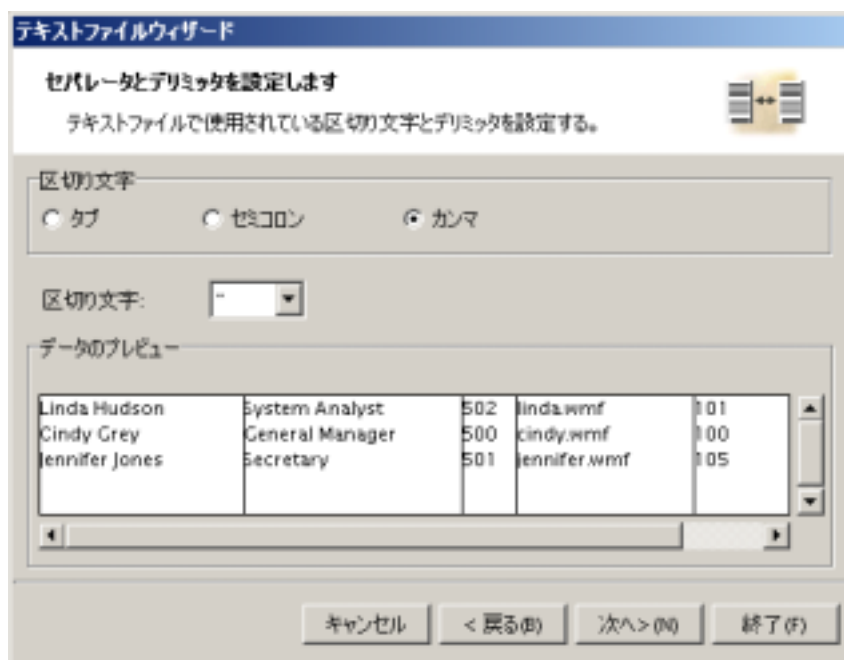 テキストファイルウィザード
セパレータとデリミッタを設定します
テキストファイルで使用されている区切り文字とデリミッタを設定する。
区切り文字
タブ セミコロン カンマ
区切り文字: "
データのプレビュー
Linda Hudson System Analyst 502 linda.wmf 101
Cindy Grey General Manager 500 cindy.wmf 100
Jennifer Jones Secretary 501 jennifer.wmf 105
キャンセル < 戻る(B) 次へ > (N) 終了(F)